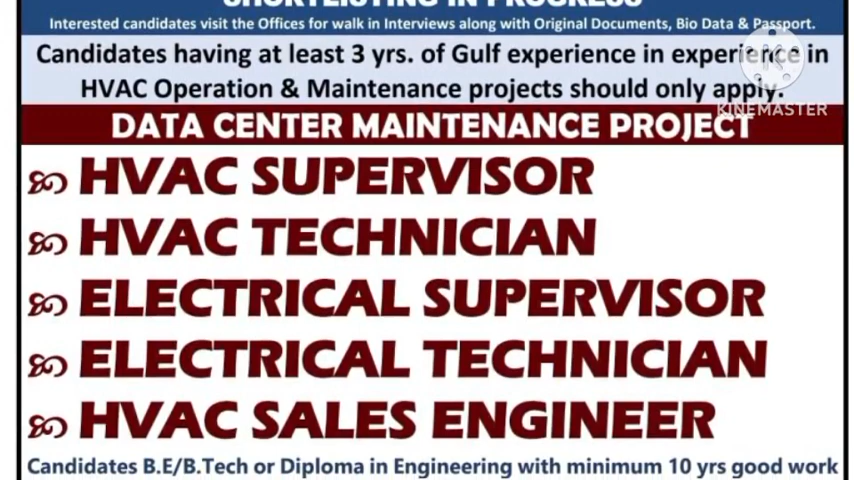 SHORTLISTING IN PROGRESS
Interested candidates visit the Offices for walk in Interviews along with Original Documents, Bio Data & Passport.
Candidates having at least 3 yrs. of Gulf experience in experience in
HVAC Operation & Maintenance projects should only apply.
KINEMASTER
DATA CENTER MAINTENANCE PROJECT
HVAC SUPERVISOR
HVAC TECHNICIAN
ELECTRICAL SUPERVISOR
ELECTRICAL TECHNICIAN
HVAC SALES ENGINEER
Candidates B.E/B.Tech or Diploma in Engineering with minimum 10 yrs good work